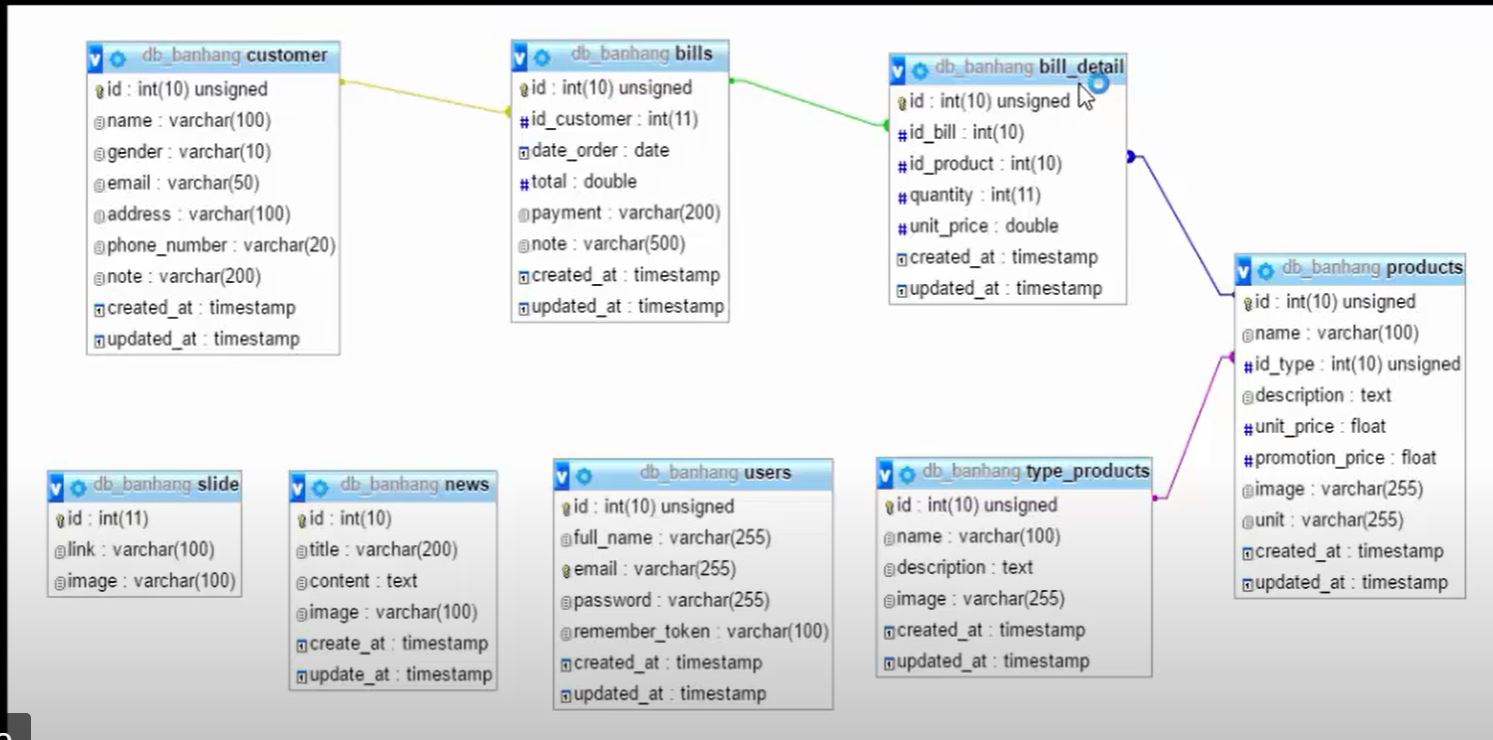 db_banhang customer
id : int(10) unsigned
name : varchar(100)
gender : varchar(10)
email : varchar(50)
address : varchar(100)
phone_number : varchar(20)
note : varchar(200)
created_at : timestamp
updated_at : timestamp
db_banhang bills
id : int(10) unsigned
#id_customer : int(11)
date_order : date
#total : double
payment : varchar(200)
note : varchar(500)
created_at : timestamp
updated_at : timestamp
db_banhang bill_detail
id : int(10) unsigned
#id_bill : int(10)
#id_product : int(10)
#quantity : int(11)
#unit_price : double
created_at : timestamp
updated_at : timestamp
db_banhang products
id : int(10) unsigned
name : varchar(100)
#id_type : int(10) unsigned
description : text
#unit_price : float
#promotion_price : float
image : varchar(255)
unit : varchar(255)
created_at : timestamp
updated_at : timestamp
db_banhang slide
id : int(11)
link : varchar(100)
image : varchar(100)
db_banhang news
id : int(10)
title : varchar(200)
content : text
image : varchar(100)
create_at : timestamp
update_at : timestamp
db_banhang users
id : int(10) unsigned
full_name : varchar(255)
email : varchar(255)
password : varchar(255)
remember_token : varchar(100)
created_at : timestamp
updated_at : timestamp
db_banhang type_products
id : int(10) unsigned
name : varchar(100)
description : text
image : varchar(255)
created_at : timestamp
updated_at : timestamp